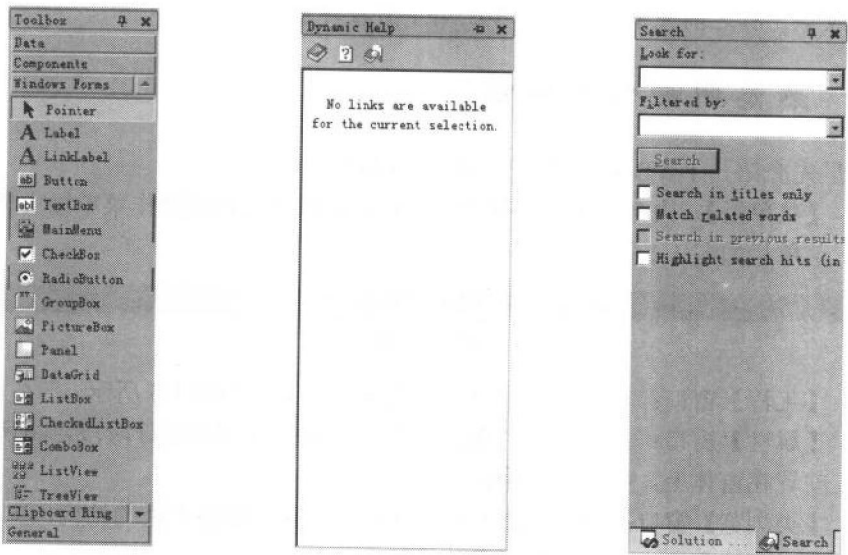 Toolbox
Data
Components
Windows Forms
Pointer
A Label
A LinkLabel
ab Button
abl TextBox
MainMenu
CheckBox
RadioButton
GroupBox
PictureBox
Panel
DataGrid
ListBox
CheckedListBox
ComboBox
ListView
TreeView
Clipboard Ring
General
Dynamic Help
No links are available
for the current selection.
Search
Look for:
Filtered by:
Search
Search in titles only
Match related words
Search in previous results
Highlight search hits (in
Solution ...
Search